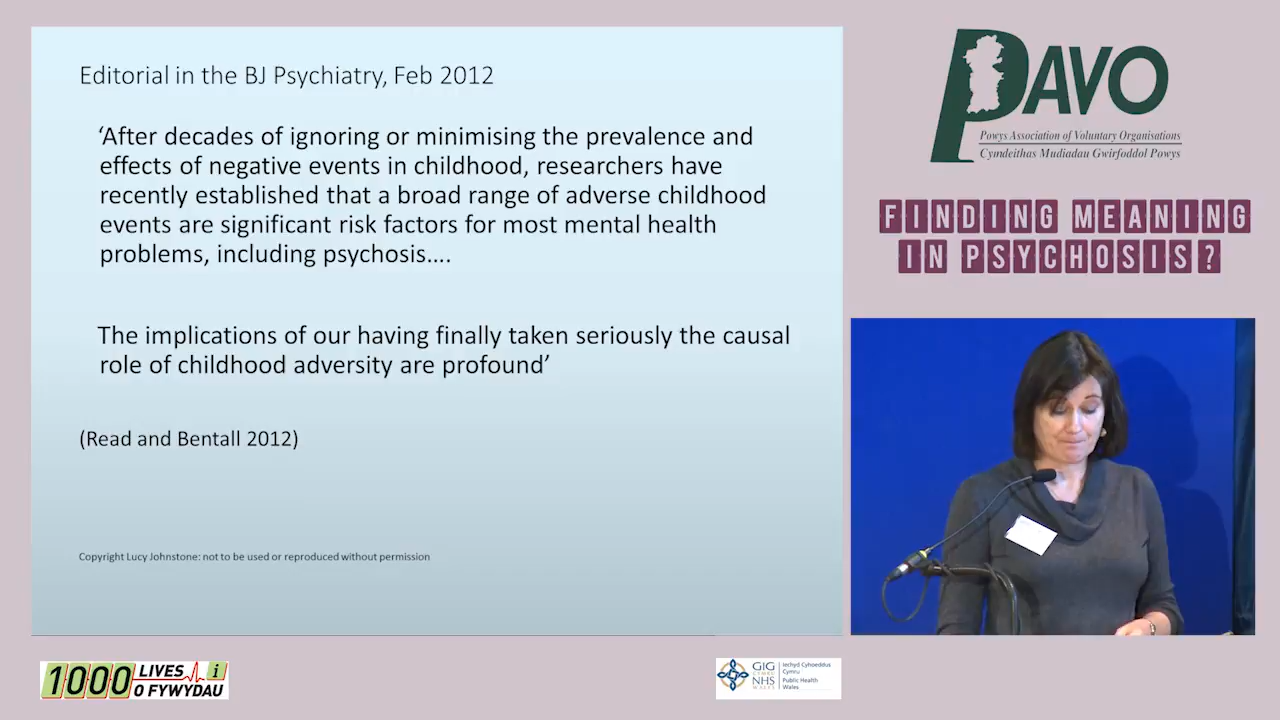 Editorial in the BJ Psychiatry, Feb 2012
‘After decades of ignoring or minimising the prevalence and
effects of negative events in childhood, researchers have
recently established that a broad range of adverse childhood
events are significant risk factors for most mental health
problems, including psychosis….
The implications of our having finally taken seriously the causal
role of childhood adversity are profound’
(Read and Bentall 2012)
Copyright Lucy Johnstone: not to be used or reproduced without permission
PAVO
Powys Association of Voluntary Organisations
Cymdeithas Mudiadau Gwirfoddol Powys
FINDING MEANING
IN PSYCHOSIS?
1000 LIVES i
O FYWYDAU
GIG
CYMRU
NHS
WALES
Iechyd Cyhoeddus
Cymru
Public Health
Wales